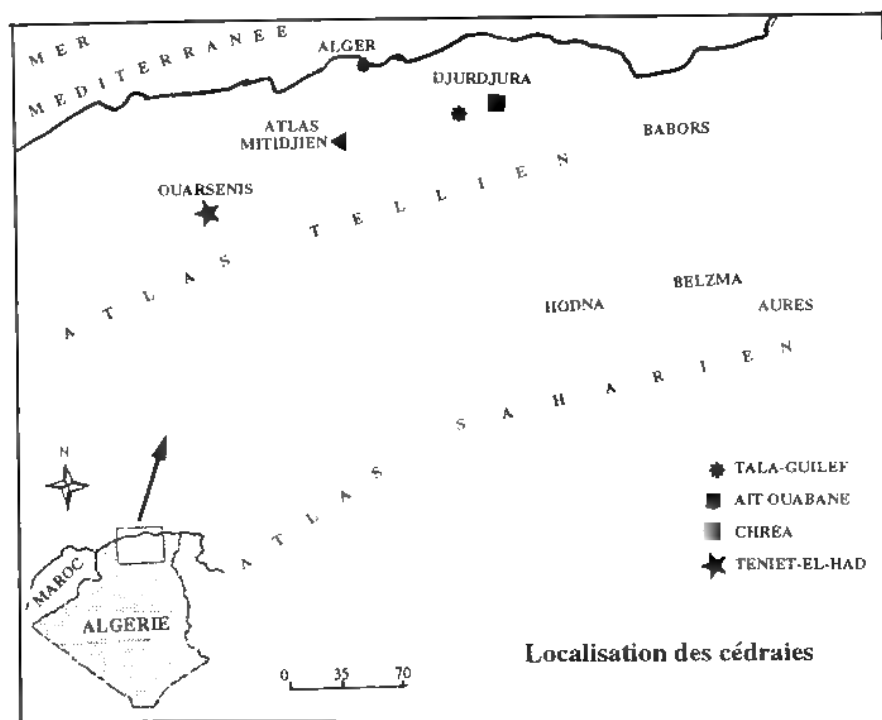 MER
MEDITERRANEE
ALGER
DJURDJURA
ATLAS
MITIDJIEN
BABORS
OUARSENIS
ATLAS TELLIEN
BELZMA
HODNA
AURES
ATLAS SAHARIEN
N
TALA-GUILEF
AIT OUABANE
CHREA
TENIET-EL-HAD
MAROC
ALGERIE
0 35 70
Localisation des cédraies